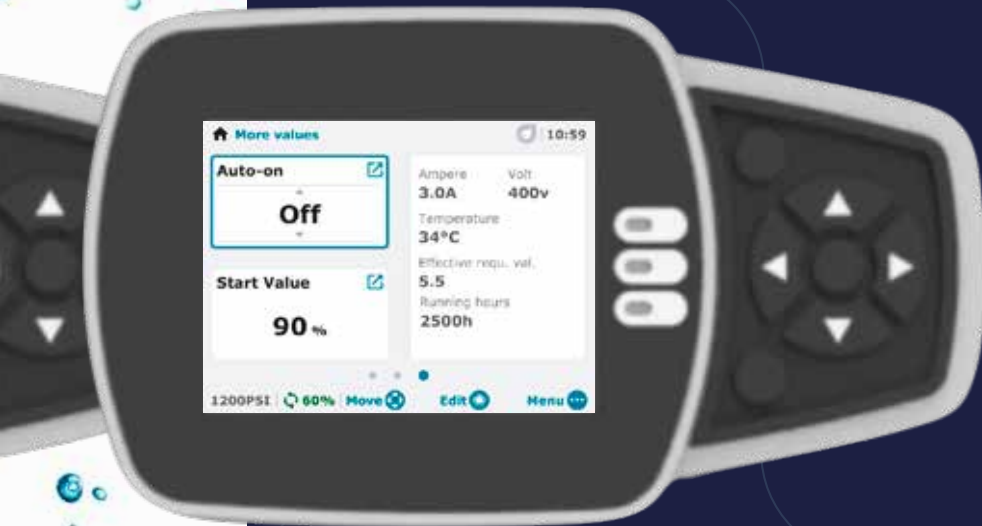 More values 10:59
Auto-on
Off
Start Value
90 %
Ampere Volt
3.0A 400v
Temperature
34°C
Effective requ. val.
5.5
Running hours
2500h
1200PSI 60% Move Edit Menu